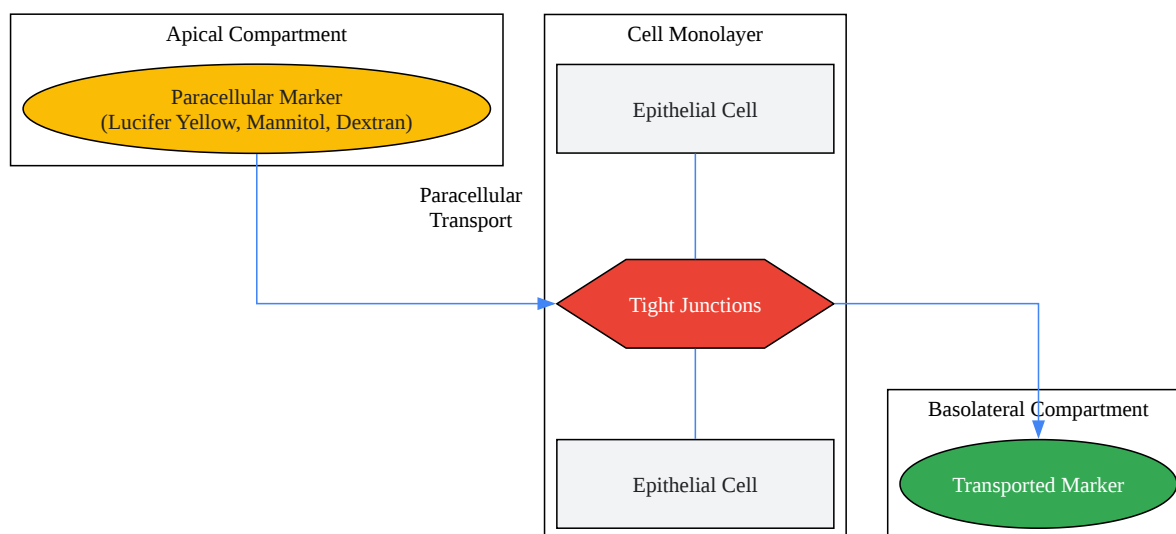 Apical Compartment
Paracellular Marker
(Lucifer Yellow, Mannitol, Dextran)
Paracellular
Transport
Cell Monolayer
Epithelial Cell
Tight Junctions
Epithelial Cell
Basolateral Compartment
Transported Marker